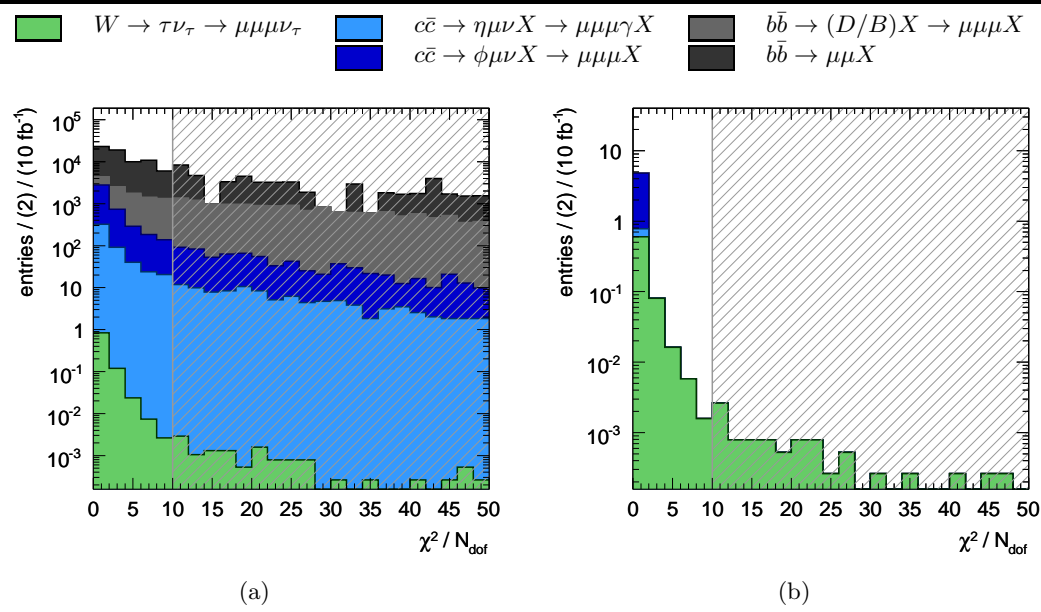 W → τν_τ → μμμν_τ cc̄ → ημνX → μμμγX bb̄ → (D/B)X → μμμX
cc̄ → φμνX → μμμX bb̄ → μμX
entries / (2) / (10 fb⁻¹)
10⁵
10⁴
10³
10²
10
1
10⁻¹
10⁻²
10⁻³
0 5 10 15 20 25 30 35 40 45 50
χ² / N_dof
(a)
entries / (2) / (10 fb⁻¹)
10
1
10⁻¹
10⁻²
10⁻³
0 5 10 15 20 25 30 35 40 45 50
χ² / N_dof
(b)